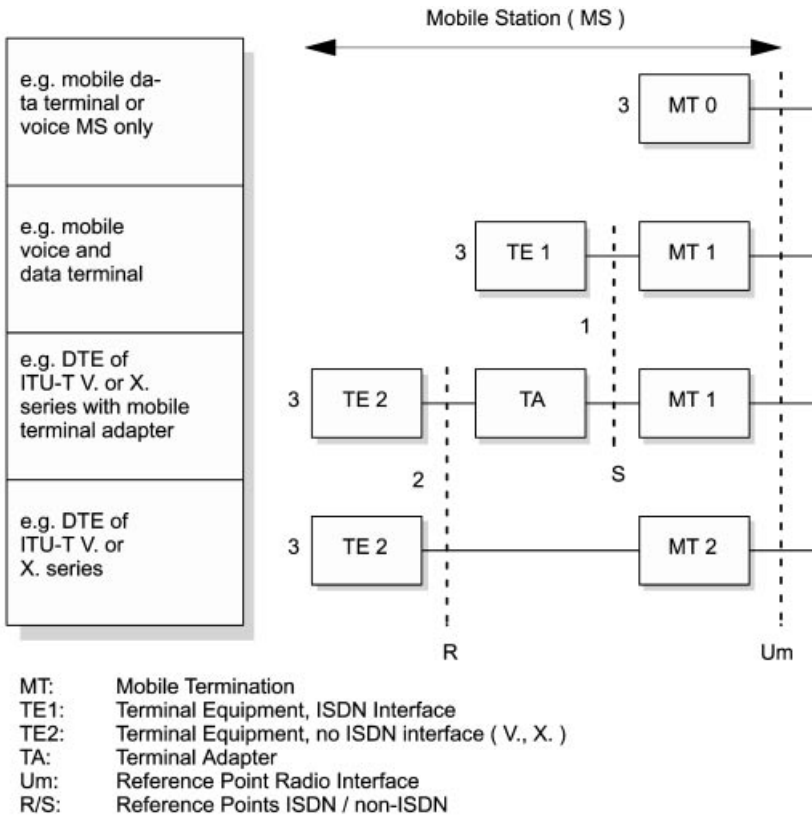 Mobile Station ( MS )
e.g. mobile da-
ta terminal or
voice MS only
3 MT 0
e.g. mobile
voice and
data terminal
3 TE 1 MT 1
1
e.g. DTE of
ITU-T V. or X.
series with mobile
terminal adapter
3 TE 2 TA MT 1
2 S
e.g. DTE of
ITU-T V. or
X. series
3 TE 2 MT 2
R Um
MT: Mobile Termination
TE1: Terminal Equipment, ISDN Interface
TE2: Terminal Equipment, no ISDN interface ( V., X. )
TA: Terminal Adapter
Um: Reference Point Radio Interface
R/S: Reference Points ISDN / non-ISDN